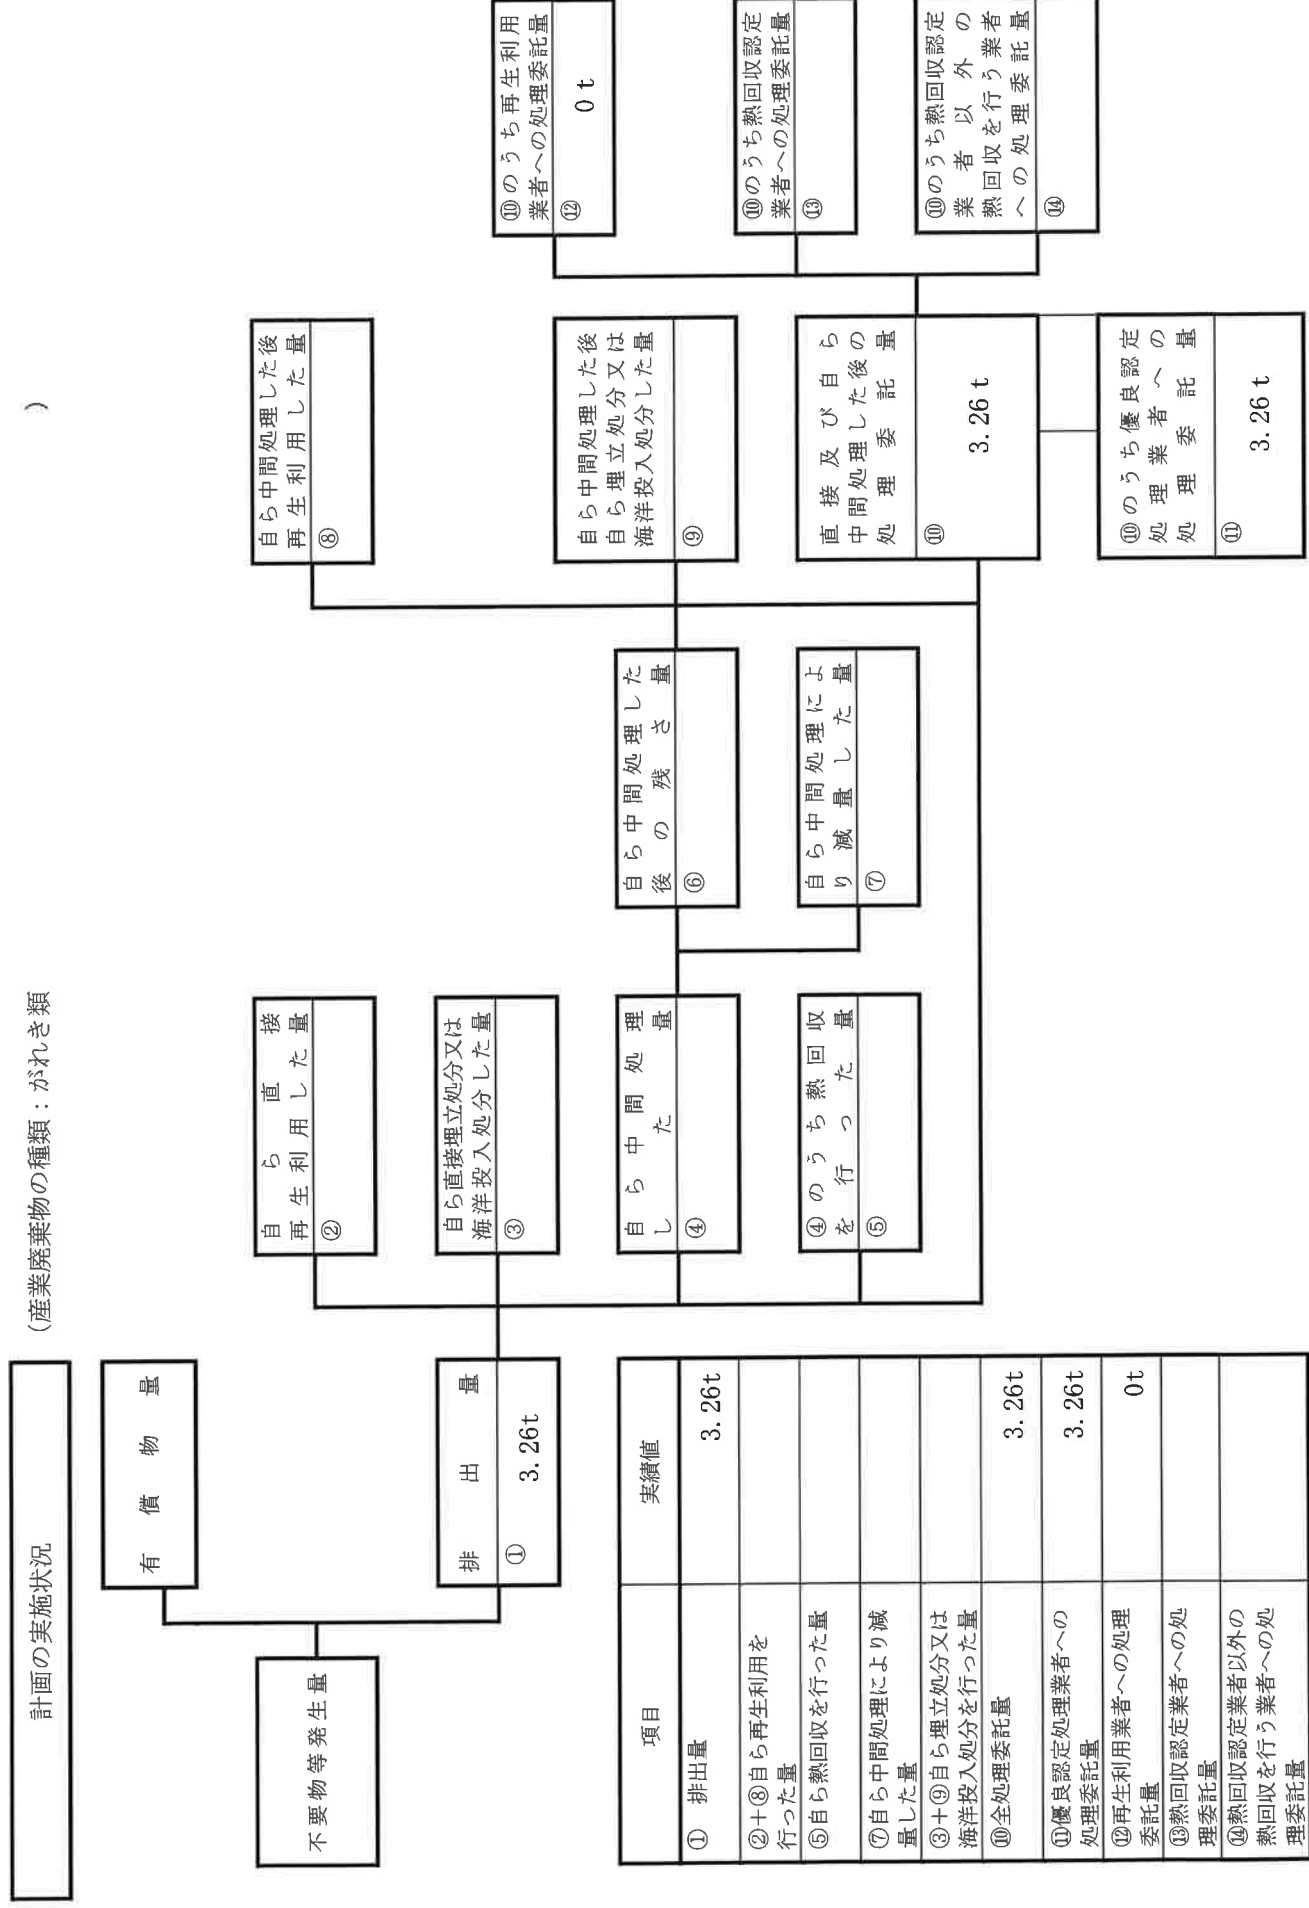 計画の実施状況
(産業廃棄物の種類：がれき類 )
有償物量
不要物等発生量
排出量
① 3.26t
自ら直接
再生利用した量
②
自ら直接埋立処分又は
海洋投入処分した量
③
自ら中間処理
した量
④
④のうち熱回収
を行った量
⑤
自ら中間処理した
後の残さ量
⑥
自ら中間処理によ
り減量した量
⑦
自ら中間処理した後
再生利用した量
⑧
自ら中間処理した後
自ら埋立処分又は
海洋投入処分した量
⑨
直接及び自ら
中間処理した後の
処理委託量
⑩
3.26 t
⑩のうち優良認定
処理業者への
処理委託量
⑪
3.26 t
⑩のうち再生利用
業者への処理委託量
⑫
0 t
⑩のうち熱回収認定
業者への処理委託量
⑬
⑩のうち熱回収認定
業者以外の
熱回収を行う業者
への処理委託量
⑭
項目 実績値
① 排出量 3.26t
②＋⑧自ら再生利用を
行った量
⑤自ら熱回収を行った量
⑦自ら中間処理により減
量した量
③＋⑨自ら埋立処分又は
海洋投入処分を行った量
⑩全処理委託量 3.26t
⑪優良認定処理業者への
処理委託量 3.26t
⑫再生利用業者への処理
委託量 0t
⑬熱回収認定業者への処
理委託量
⑭熱回収認定業者以外の
熱回収を行う業者への処
理委託量